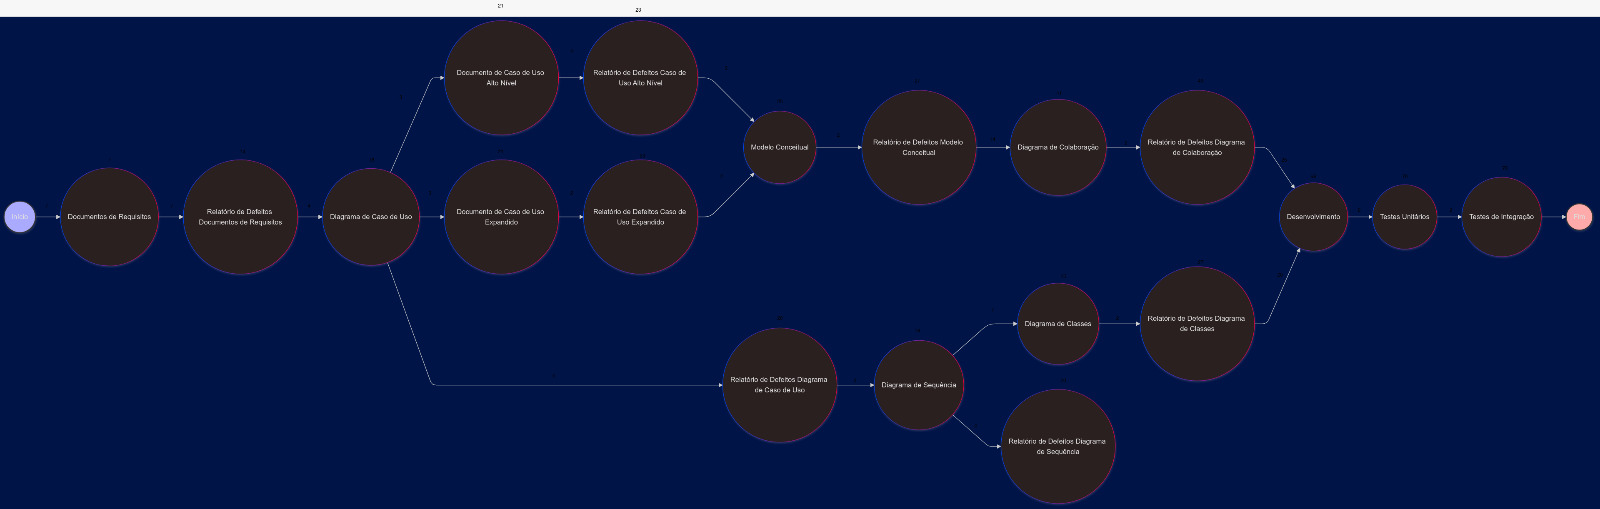 21
23
Início
Documentos de Requisitos
Relatório de Defeitos
Documentos de Requisitos
Diagrama de Caso de Uso
Documento de Caso de Uso
Alto Nível
Relatório de Defeitos Caso de
Uso Alto Nível
Documento de Caso de Uso
Expandido
Relatório de Defeitos Caso de
Uso Expandido
Modelo Conceitual
Relatório de Defeitos Modelo
Conceitual
Diagrama de Colaboração
Relatório de Defeitos Diagrama
de Colaboração
Relatório de Defeitos Diagrama
de Caso de Uso
Diagrama de Sequência
Diagrama de Classes
Relatório de Defeitos Diagrama
de Classes
Relatório de Defeitos Diagrama
de Sequência
Desenvolvimento
Testes Unitários
Testes de Integração
Fim